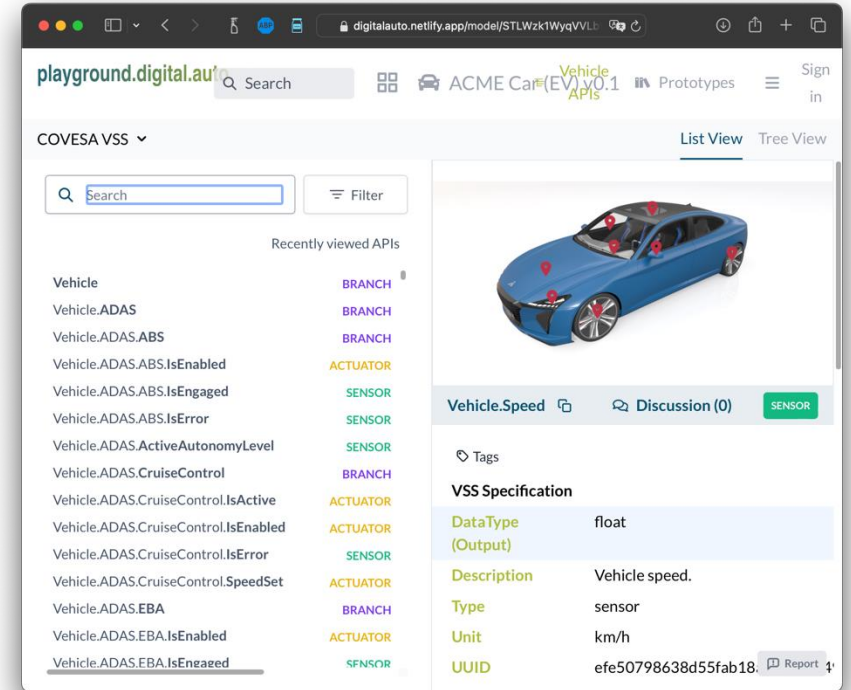 digitalauto.netlify.app/model/STLWzk1WyqVVLb
playground.digital.auto
Search
ACME Car (EV) v0.1
Vehicle APIs
Prototypes
Sign in
COVESA VSS
List View Tree View
Search
Filter
Recently viewed APIs
Vehicle BRANCH
Vehicle.ADAS BRANCH
Vehicle.ADAS.ABS BRANCH
Vehicle.ADAS.ABS.IsEnabled ACTUATOR
Vehicle.ADAS.ABS.IsEngaged SENSOR
Vehicle.ADAS.ABS.IsError SENSOR
Vehicle.ADAS.ActiveAutonomyLevel SENSOR
Vehicle.ADAS.CruiseControl BRANCH
Vehicle.ADAS.CruiseControl.IsActive ACTUATOR
Vehicle.ADAS.CruiseControl.IsEnabled ACTUATOR
Vehicle.ADAS.CruiseControl.IsError SENSOR
Vehicle.ADAS.CruiseControl.SpeedSet ACTUATOR
Vehicle.ADAS.EBA BRANCH
Vehicle.ADAS.EBA.IsEnabled ACTUATOR
Vehicle.ADAS.EBA.IsEngaged SENSOR
Vehicle.Speed Discussion (0) SENSOR
Tags
VSS Specification
DataType float
(Output)
Description Vehicle speed.
Type sensor
Unit km/h
UUID efe50798638d55fab18
Report